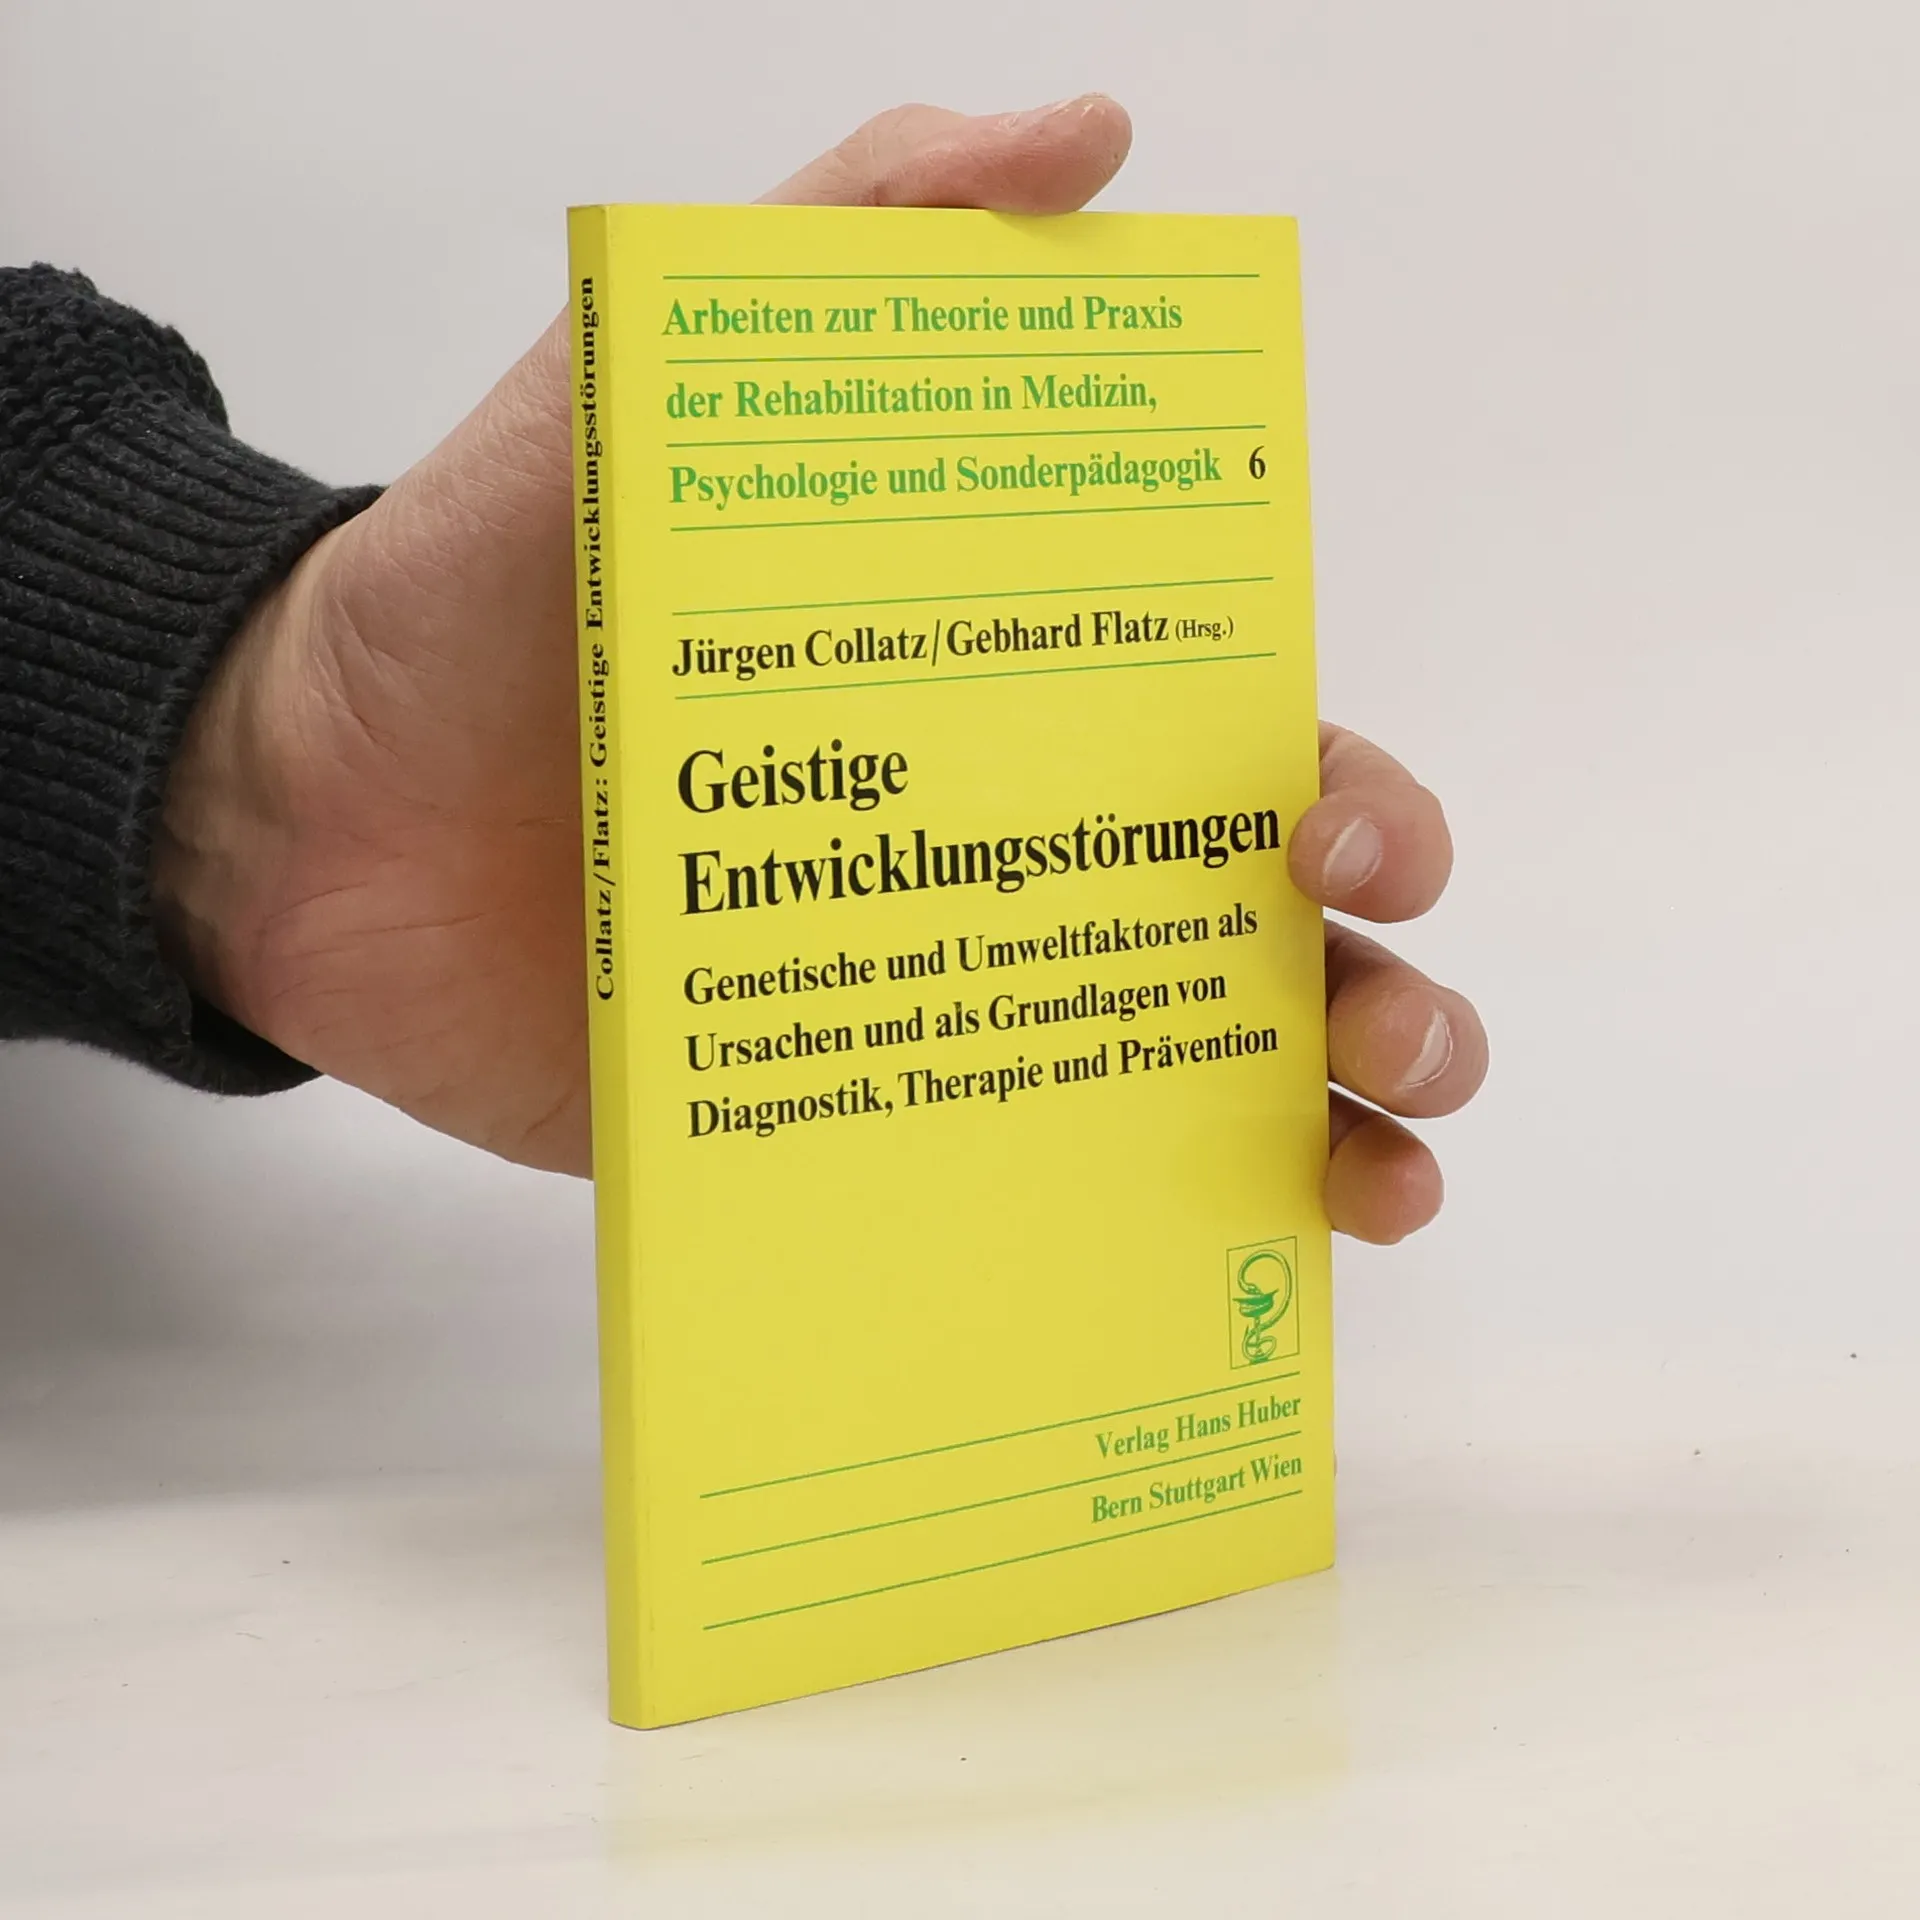 Collatz/Flatz: Geistige Entwicklungsstörungen
Arbeiten zur Theorie und Praxis
der Rehabilitation in Medizin,
Psychologie und Sonderpädagogik 6
Jürgen Collatz/Gebhard Flatz (Hrsg.)
Geistige
Entwicklungsstörungen
Genetische und Umweltfaktoren als
Ursachen und als Grundlagen von
Diagnostik, Therapie und Prävention
Verlag Hans Huber
Bern Stuttgart Wien